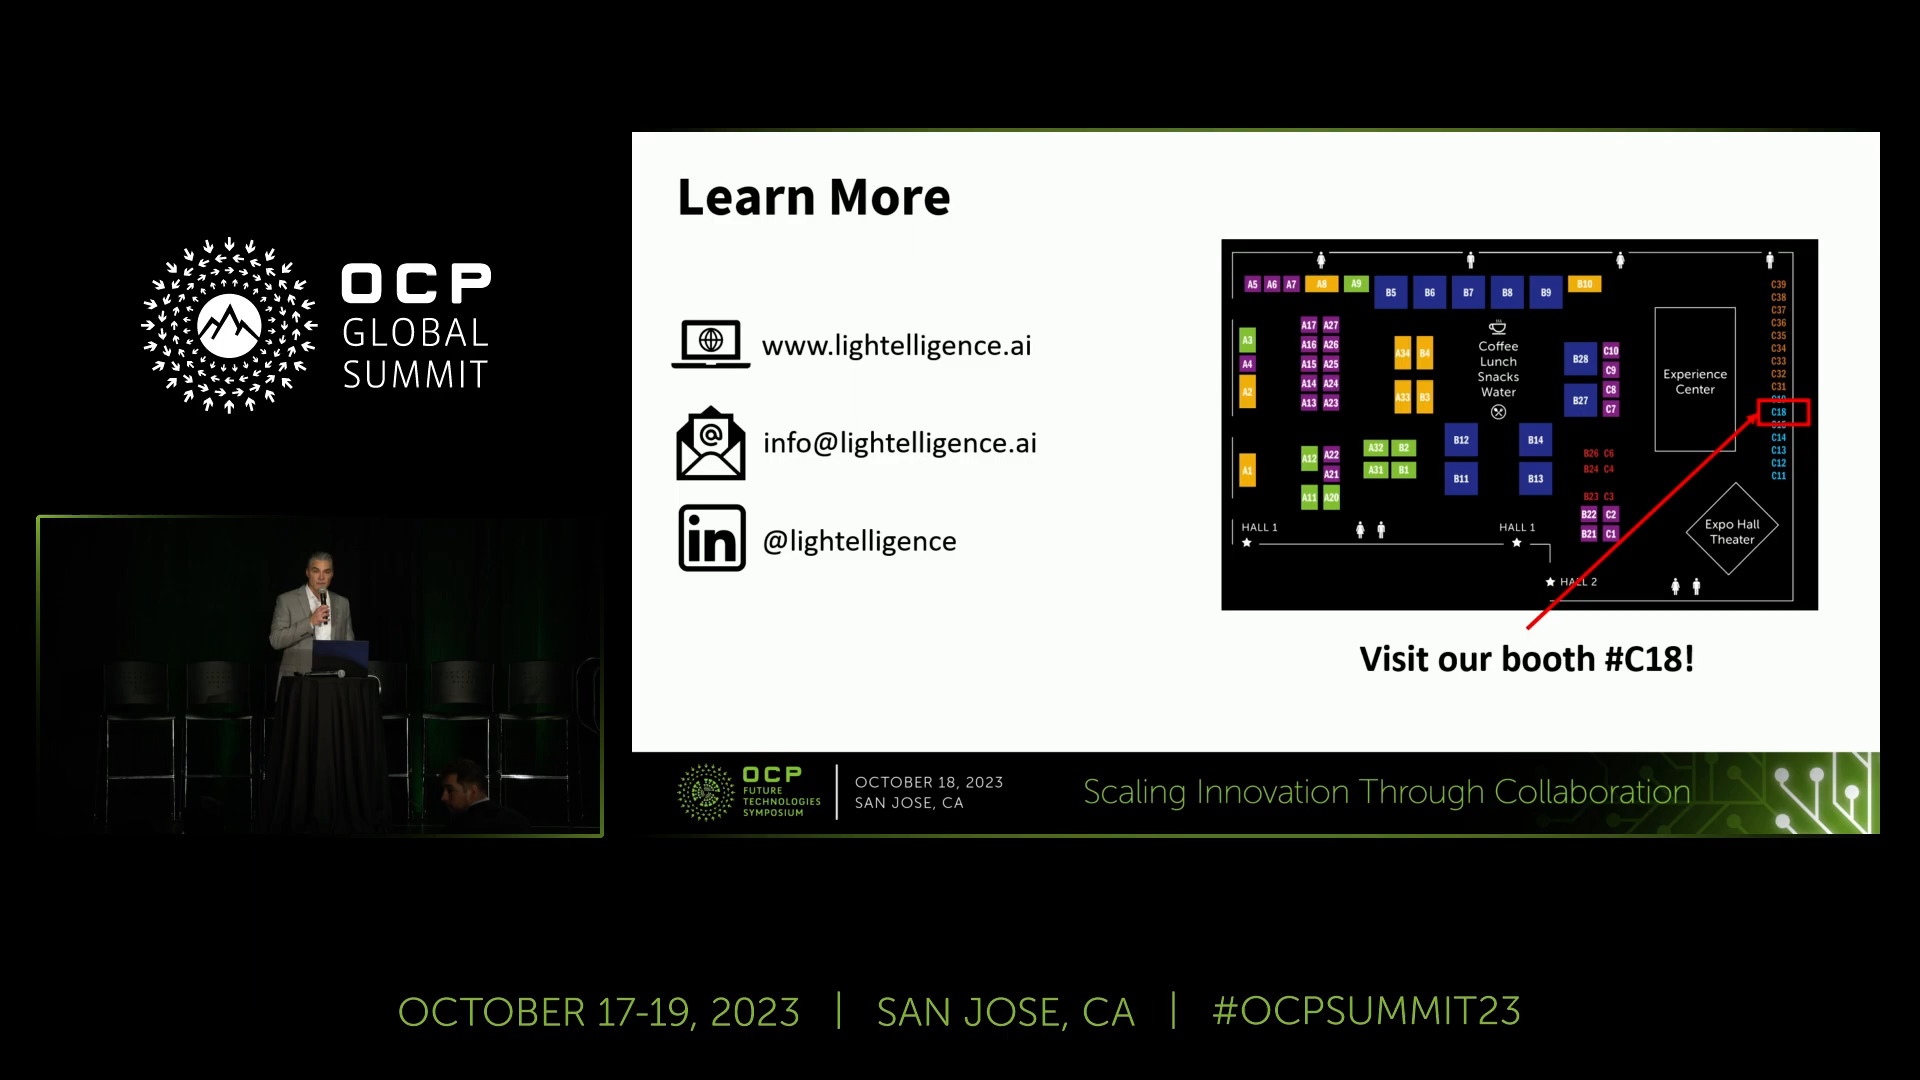 OCP
GLOBAL
SUMMIT
Learn More
www.lightelligence.ai
info@lightelligence.ai
in
@lightelligence
A5 A6 A7 A8 A9 B5 B6 B7 B8 B9 B10
A3
A4
A2
A1
A17 A27
A16 A26
A15 A25
A14 A24
A13 A23
A12 A22
A21
A11 A20
A34 B4
A33 B3
A32 B2
A31 B1
Coffee
Lunch
Snacks
Water
B12 B14
B11 B13
B28
B27
C10
C9
C8
C7
B26 C6
B24 C4
B23 C3
B22 C2
B21 C1
Experience
Center
Expo Hall
Theater
C39
C38
C37
C36
C35
C34
C33
C32
C31
C18
C14
C13
C12
C11
HALL 1
HALL 1
HALL 2
Visit our booth #C18!
OCP
FUTURE
TECHNOLOGIES
SYMPOSIUM
OCTOBER 18, 2023
SAN JOSE, CA
Scaling Innovation Through Collaboration
OCTOBER 17-19, 2023 | SAN JOSE, CA | #OCPSUMMIT23